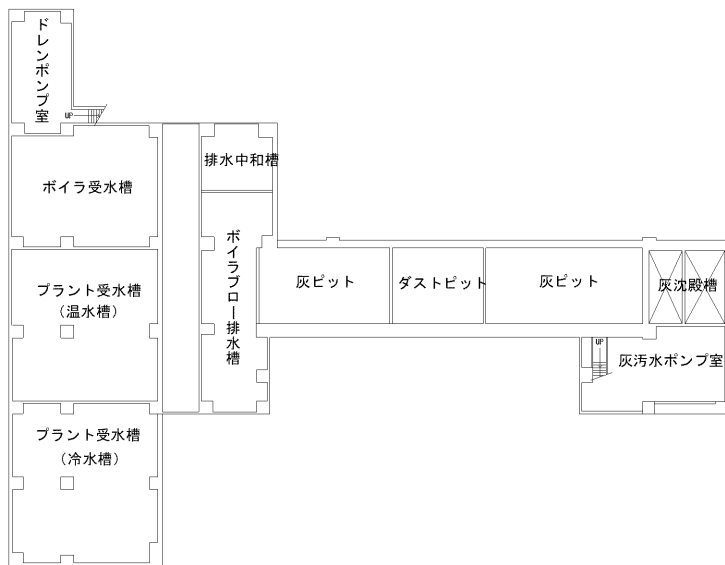 ドレンポンプ室
UP
ボイラ受水槽
排水中和槽
プラント受水槽
（温水槽）
ボイラブロー排水槽
灰ピット
ダストピット
灰ピット
灰沈殿槽
UP
灰汚水ポンプ室
プラント受水槽
（冷水槽）